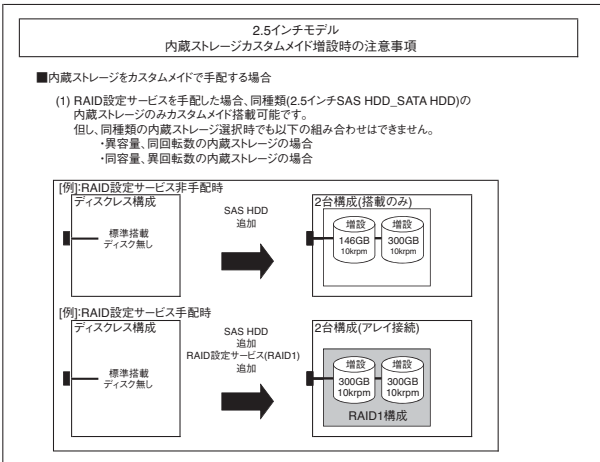 2.5インチモデル
内蔵ストレージカスタムメイド増設時の注意事項
■内蔵ストレージをカスタムメイドで手配する場合
(1) RAID設定サービスを手配した場合、同種類(2.5インチSAS HDD_SATA HDD)の
内蔵ストレージのみカスタムメイド搭載可能です。
但し、同種類の内蔵ストレージ選択時でも以下の組み合わせはできません。
・異容量、同回転数の内蔵ストレージの場合
・同容量、異回転数の内蔵ストレージの場合
[例]:RAID設定サービス非手配時
ディスクレス構成
標準搭載
ディスク無し
SAS HDD
追加
2台構成(搭載のみ)
増設
146GB
10krpm
増設
300GB
10krpm
[例]:RAID設定サービス手配時
ディスクレス構成
標準搭載
ディスク無し
SAS HDD
追加
RAID設定サービス(RAID1)
追加
2台構成(アレイ接続)
増設
300GB
10krpm
増設
300GB
10krpm
RAID1構成